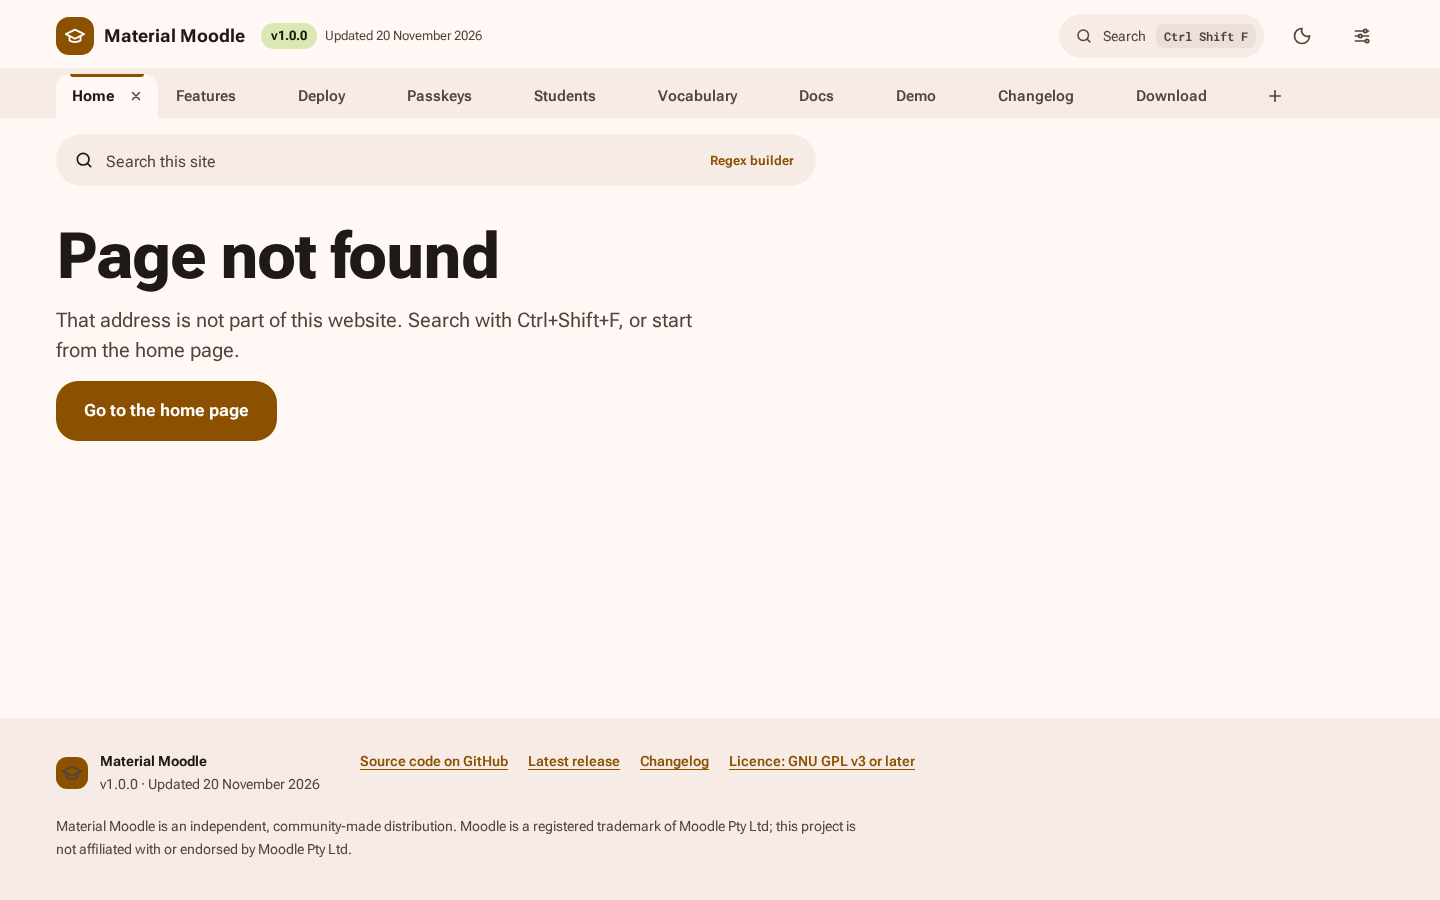 Material Moodle v1.0.0 Updated 20 November 2026 Search Ctrl Shift F
Home Features Deploy Passkeys Students Vocabulary Docs Demo Changelog Download
Search this site Regex builder
Page not found
That address is not part of this website. Search with Ctrl+Shift+F, or start
from the home page.
Go to the home page
Material Moodle
v1.0.0 · Updated 20 November 2026
Source code on GitHub Latest release Changelog Licence: GNU GPL v3 or later
Material Moodle is an independent, community-made distribution. Moodle is a registered trademark of Moodle Pty Ltd; this project is
not affiliated with or endorsed by Moodle Pty Ltd.